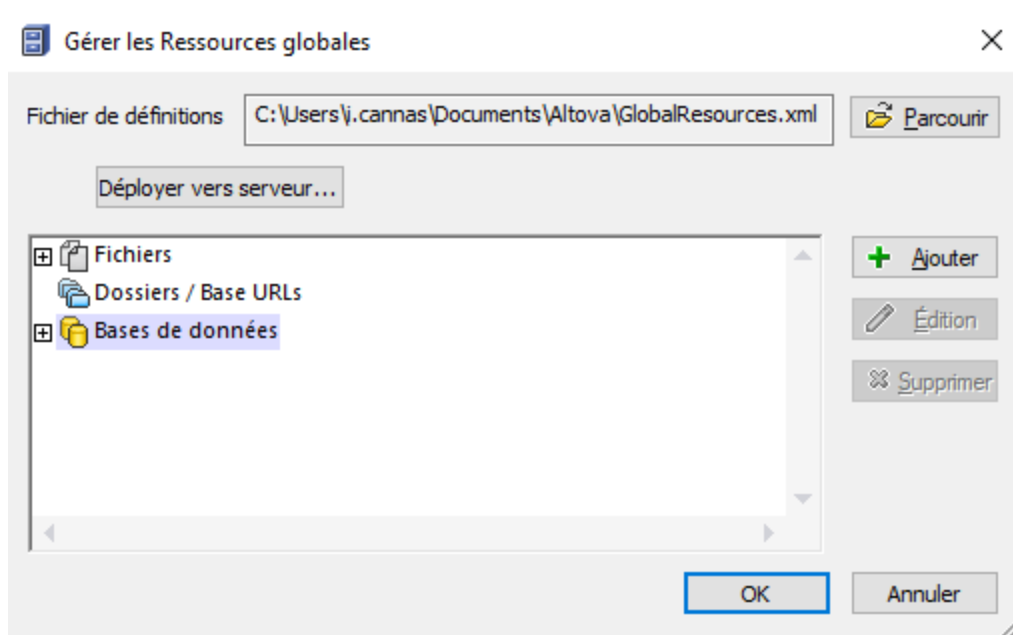 Gérer les Ressources globales
Fichier de définitions C:\Users\i.cannas\Documents\Altova\GlobalResources.xml Parcourir
Déployer vers serveur...
Fichiers
Ajouter
Dossiers / Base URLs
Bases de données
Édition
Supprimer
OK Annuler